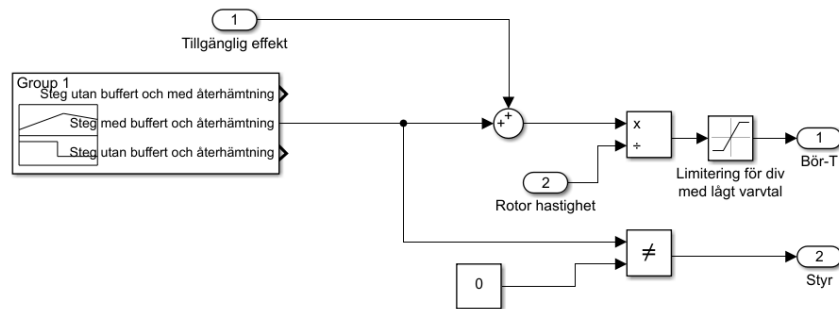 1
Tillgänglig effekt
Group 1
Steg utan buffert och med återhämtning
Steg med buffert och återhämtning
Steg utan buffert och återhämtning
+
+
x
÷
2
Rotor hastighet
Limitering för div
med lågt varvtal
1
Bör-T
0
≠
2
Styr